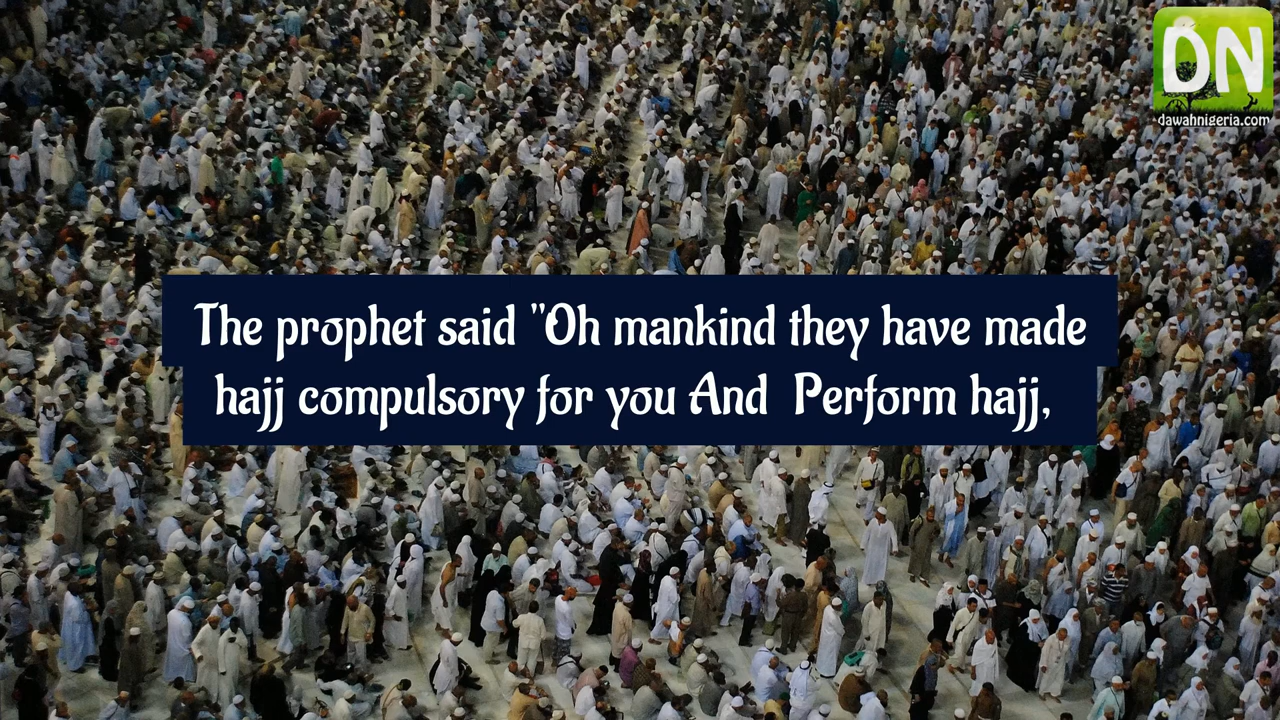 DN
dawahnigeria.com
The prophet said "Oh mankind they have made
hajj compulsory for you And Perform hajj,